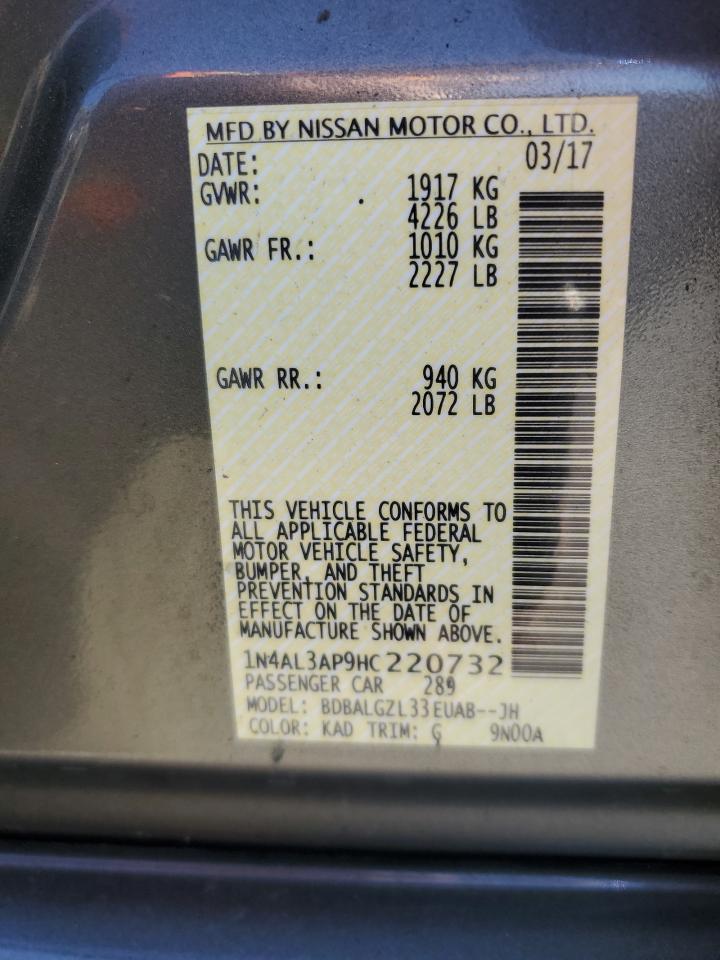 MFD BY NISSAN MOTOR CO., LTD.
DATE: 03/17
GVWR: 1917 KG
4226 LB
GAWR FR.: 1010 KG
2227 LB
GAWR RR.: 940 KG
2072 LB
THIS VEHICLE CONFORMS TO
ALL APPLICABLE FEDERAL
MOTOR VEHICLE SAFETY,
BUMPER, AND THEFT
PREVENTION STANDARDS IN
EFFECT ON THE DATE OF
MANUFACTURE SHOWN ABOVE.
1N4AL3AP9HC220732
PASSENGER CAR 289
MODEL: BDBALGZL33EUAB--JH
COLOR: KAD TRIM: G 9N00A